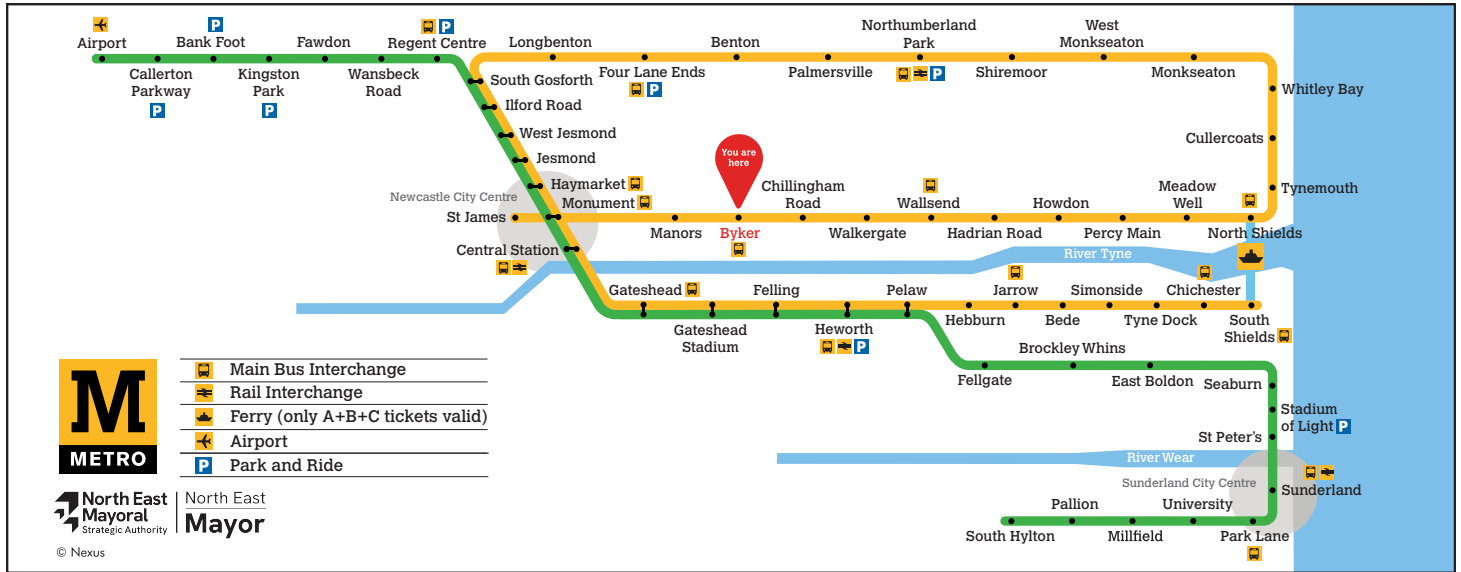 Airport
Callerton
Parkway
P
Bank Foot
P
Kingston
Park
P
Fawdon
Wansbeck
Road
Regent Centre
P
South Gosforth
Longbenton
Four Lane Ends
P
Benton
Palmersville
Northumberland
Park
P
Shiremoor
West
Monkseaton
Monkseaton
Whitley Bay
Cullercoats
Tynemouth
Ilford Road
West Jesmond
Jesmond
Haymarket
Newcastle City Centre
Monument
St James
Central Station
Manors
You are
here
Byker
Chillingham
Road
Walkergate
Wallsend
Hadrian Road
Howdon
Percy Main
Meadow
Well
North Shields
River Tyne
Gateshead
Gateshead
Stadium
Felling
Heworth
P
Pelaw
Hebburn
Jarrow
Bede
Simonside
Tyne Dock
Chichester
South
Shields
Fellgate
Brockley Whins
East Boldon
Seaburn
Stadium
of Light P
St Peter's
River Wear
Sunderland City Centre
Sunderland
Park Lane
University
Millfield
Pallion
South Hylton
M
METRO
Main Bus Interchange
Rail Interchange
Ferry (only A+B+C tickets valid)
Airport
P Park and Ride
North East
Mayoral
Strategic Authority
North East
Mayor
© Nexus